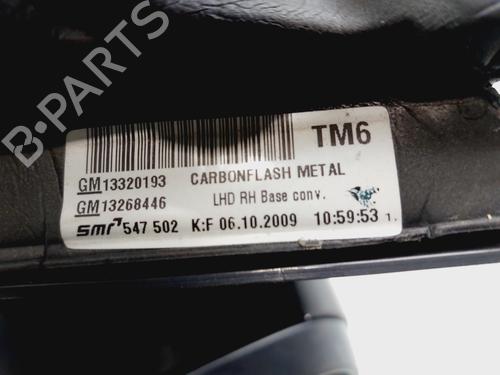 B-PARTS
TM6
GM13320193 CARBONFLASH METAL
GM13268446 LHD RH Base conv.
smr 547 502 K:F 06.10.2009 10:59:53 1.